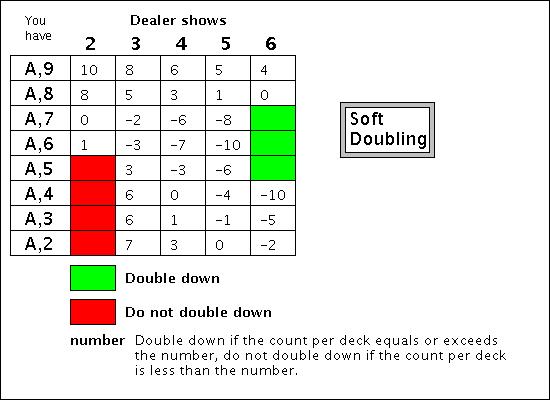 You have
Dealer shows
2 3 4 5 6
A,9 10 8 6 5 4
A,8 8 5 3 1 0
A,7 0 -2 -6 -8
A,6 1 -3 -7 -10
A,5 3 -3 -6
A,4 6 0 -4 -10
A,3 6 1 -1 -5
A,2 7 3 0 -2
Soft
Doubling
Double down
Do not double down
number Double down if the count per deck equals or exceeds
the number, do not double down if the count per deck
is less than the number.